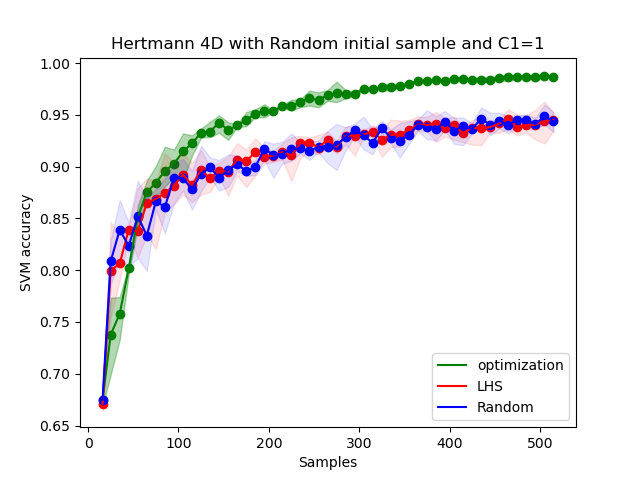 Hertmann 4D with Random initial sample and C1=1
SVM accuracy
1.00
0.95
0.90
0.85
0.80
0.75
0.70
0.65
optimization
LHS
Random
0 100 200 300 400 500
Samples